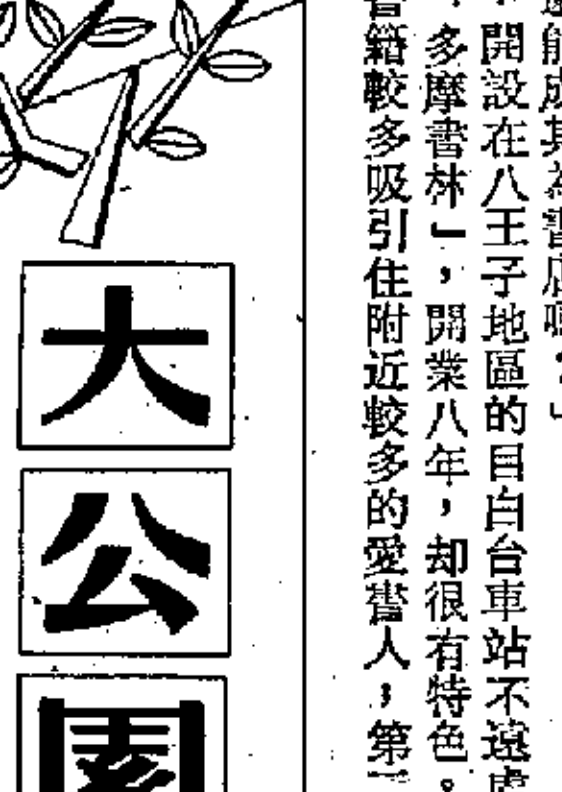 能成其為書店嗎？」
，開設在八王子地區的目白台車站不遠處
，多摩書林」，開業八年，却很有特色。
書籍較多吸引住附近較多的愛書人，第
大
公
園